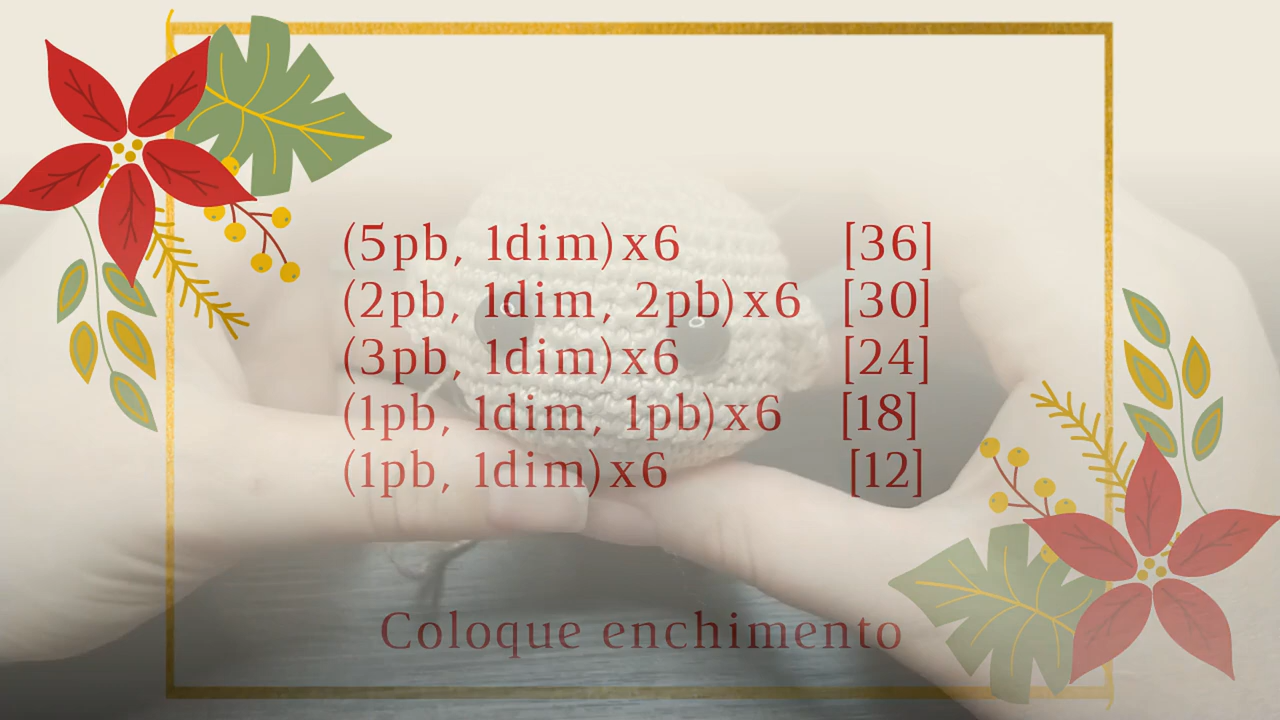 (5pb, 1dim)x6 [36]
(2pb, 1dim, 2pb)x6 [30]
(3pb, 1dim)x6 [24]
(1pb, 1dim, 1pb)x6 [18]
(1pb, 1dim)x6 [12]
Coloque enchimento